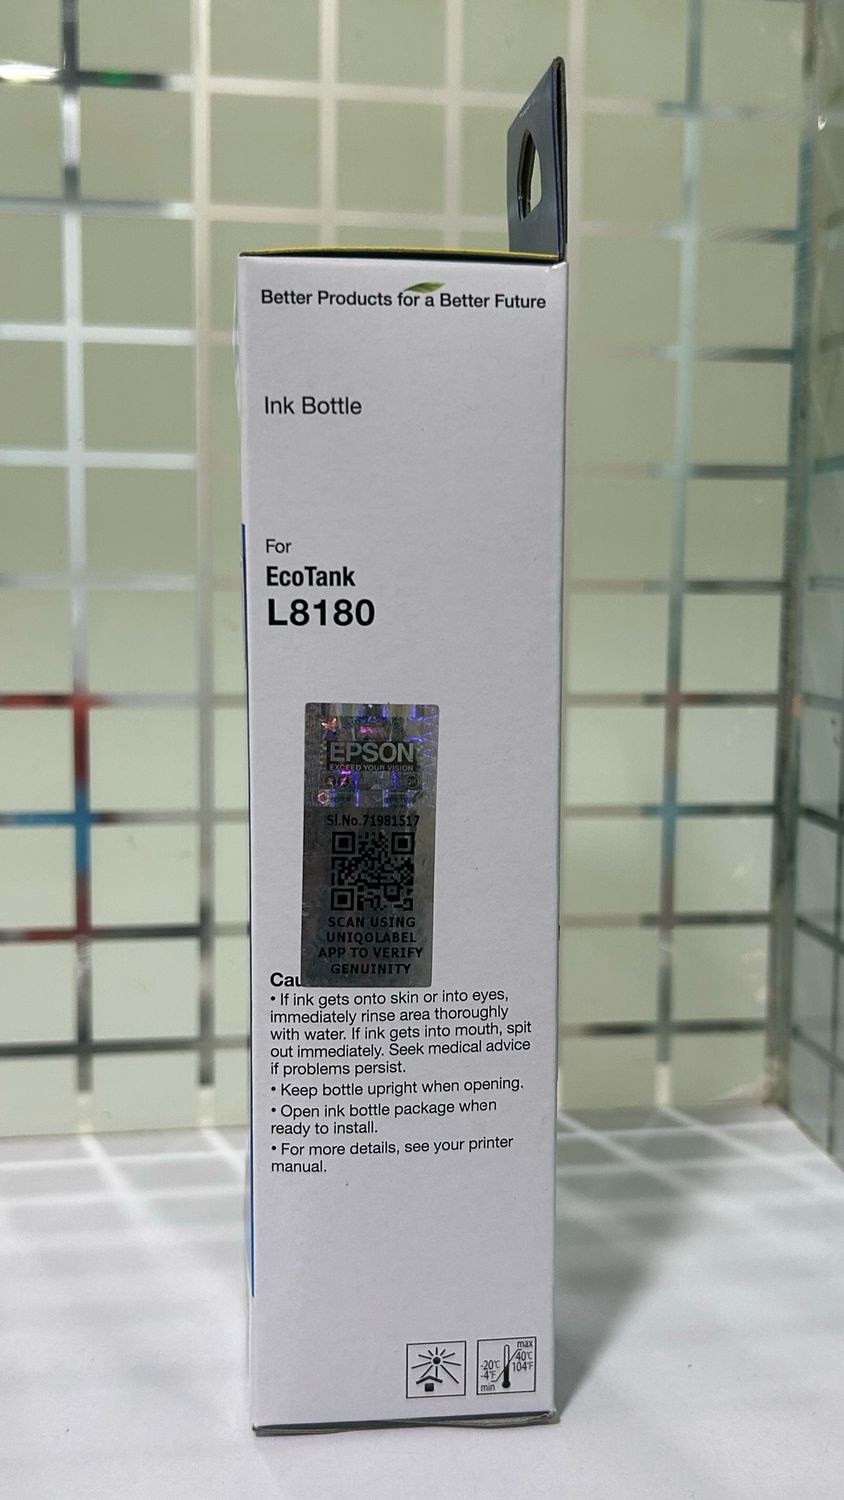 Better Products for a Better Future
Ink Bottle
For
EcoTank
L8180
EPSON
EXCEED YOUR VISION
Sl.No.71981517
SCAN USING
UNIQOLABEL
APP TO VERIFY
GENUINITY
Cau
• If ink gets onto skin or into eyes,
immediately rinse area thoroughly
with water. If ink gets into mouth, spit
out immediately. Seek medical advice
if problems persist.
• Keep bottle upright when opening.
• Open ink bottle package when
ready to install.
• For more details, see your printer
manual.
max
40°C
104°F
-20°C
-4°F
min